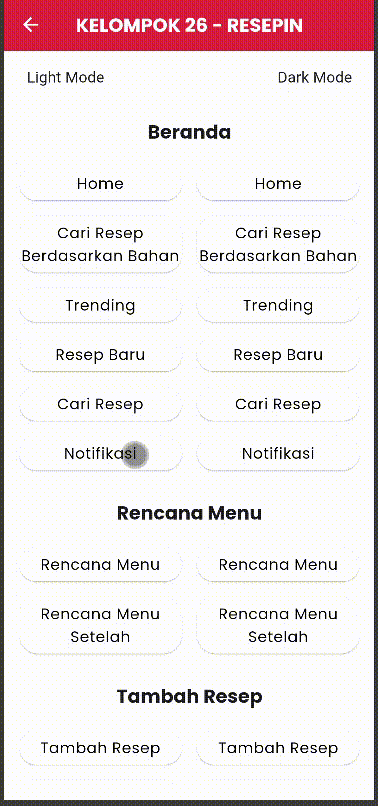 KELOMPOK 26 - RESEPIN
Light Mode Dark Mode
Beranda
Home Home
Cari Resep Cari Resep
Berdasarkan Bahan Berdasarkan Bahan
Trending Trending
Resep Baru Resep Baru
Cari Resep Cari Resep
Notifikasi Notifikasi
Rencana Menu
Rencana Menu Rencana Menu
Rencana Menu Rencana Menu
Setelah Setelah
Tambah Resep
Tambah Resep Tambah Resep